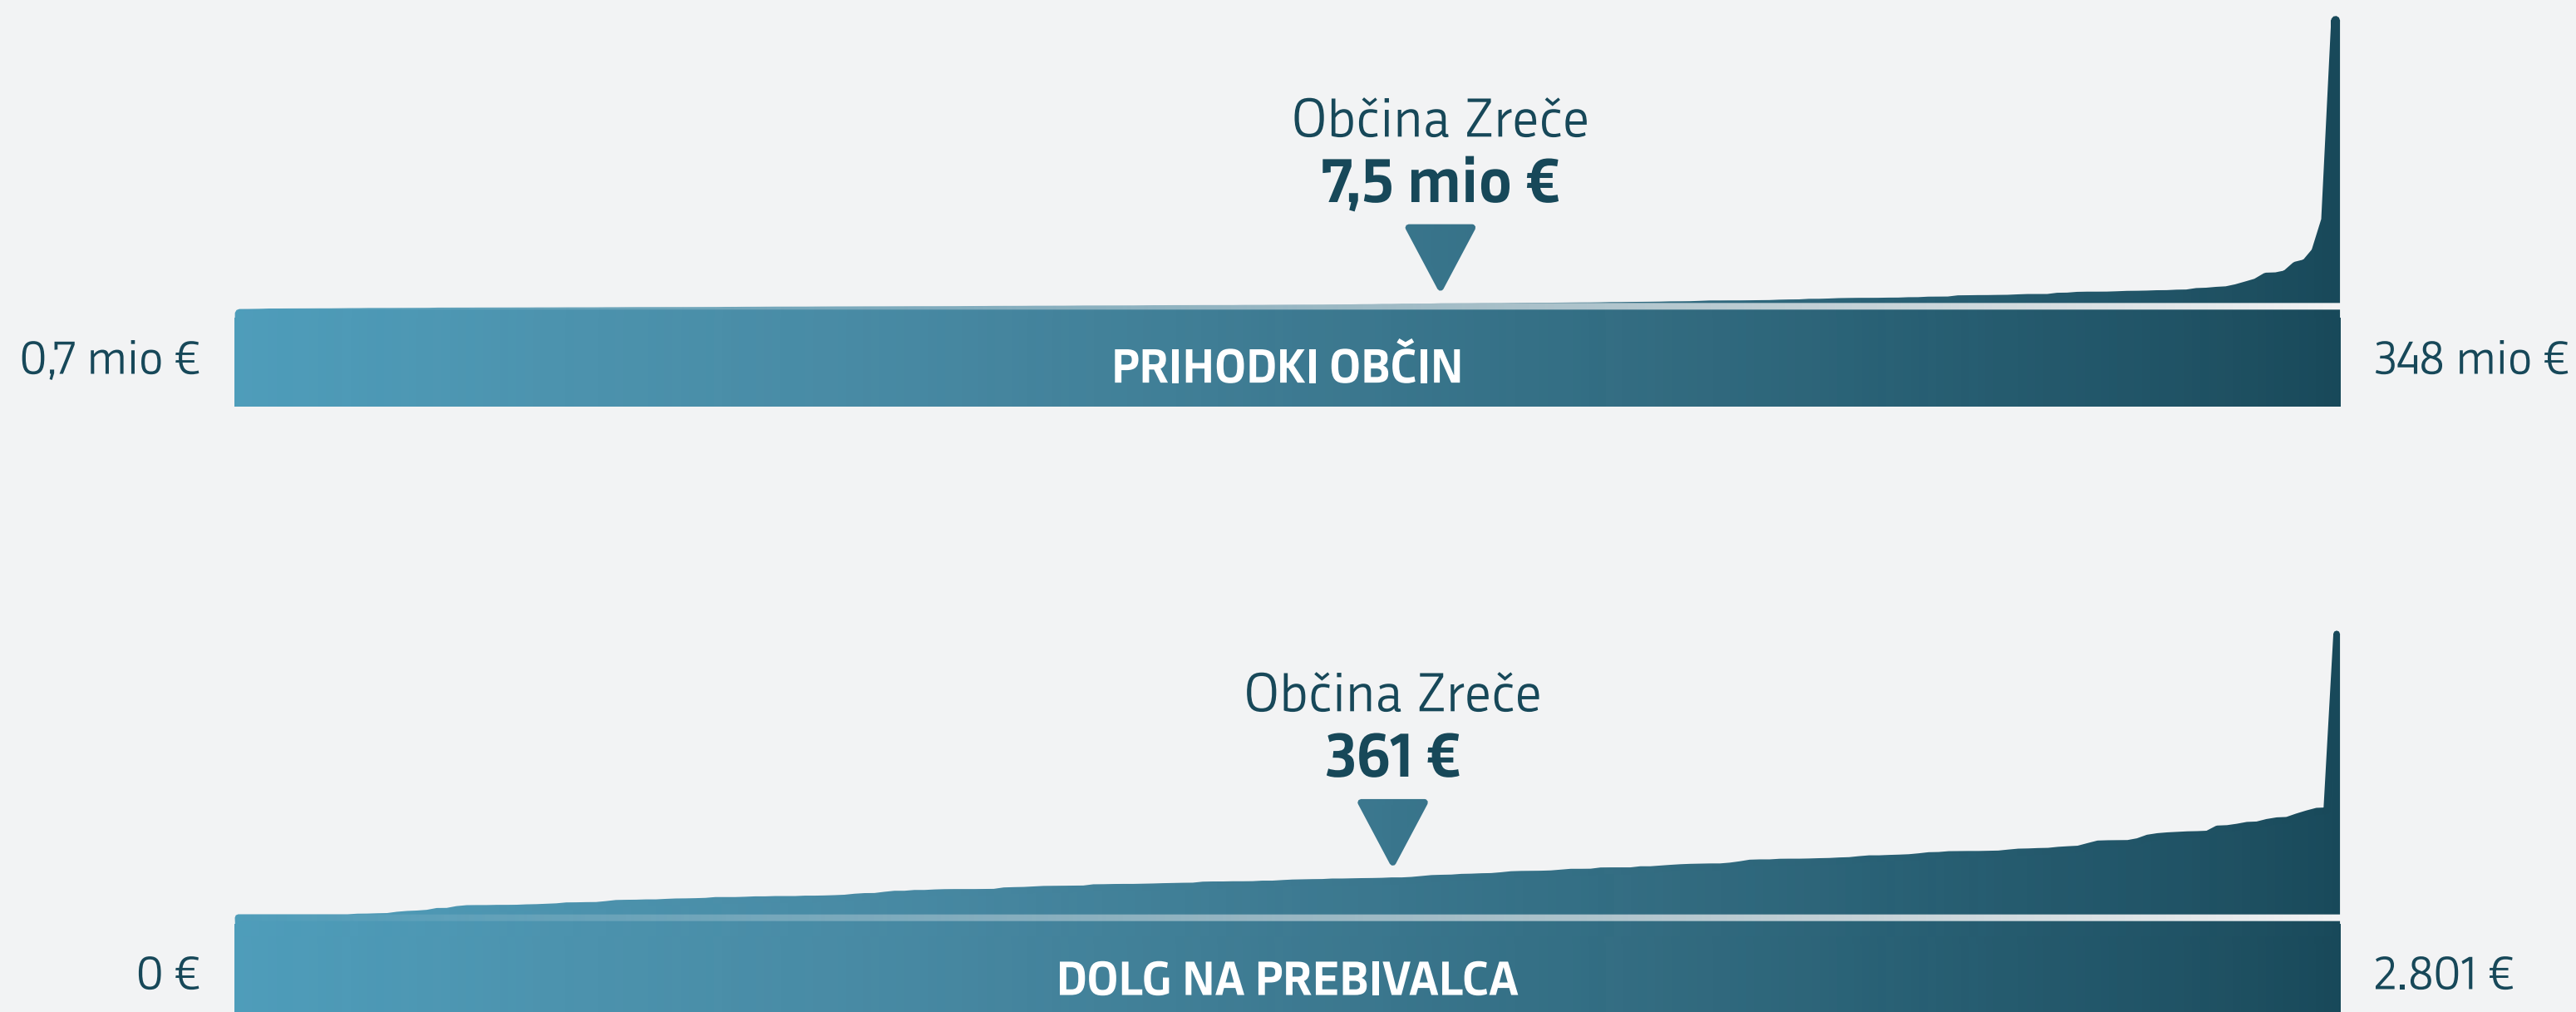 Občina Zreče
7,5 mio €
0,7 mio €
PRIHODKI OBČIN
348 mio €
Občina Zreče
361 €
0 €
DOLG NA PREBIVALCA
2.801 €